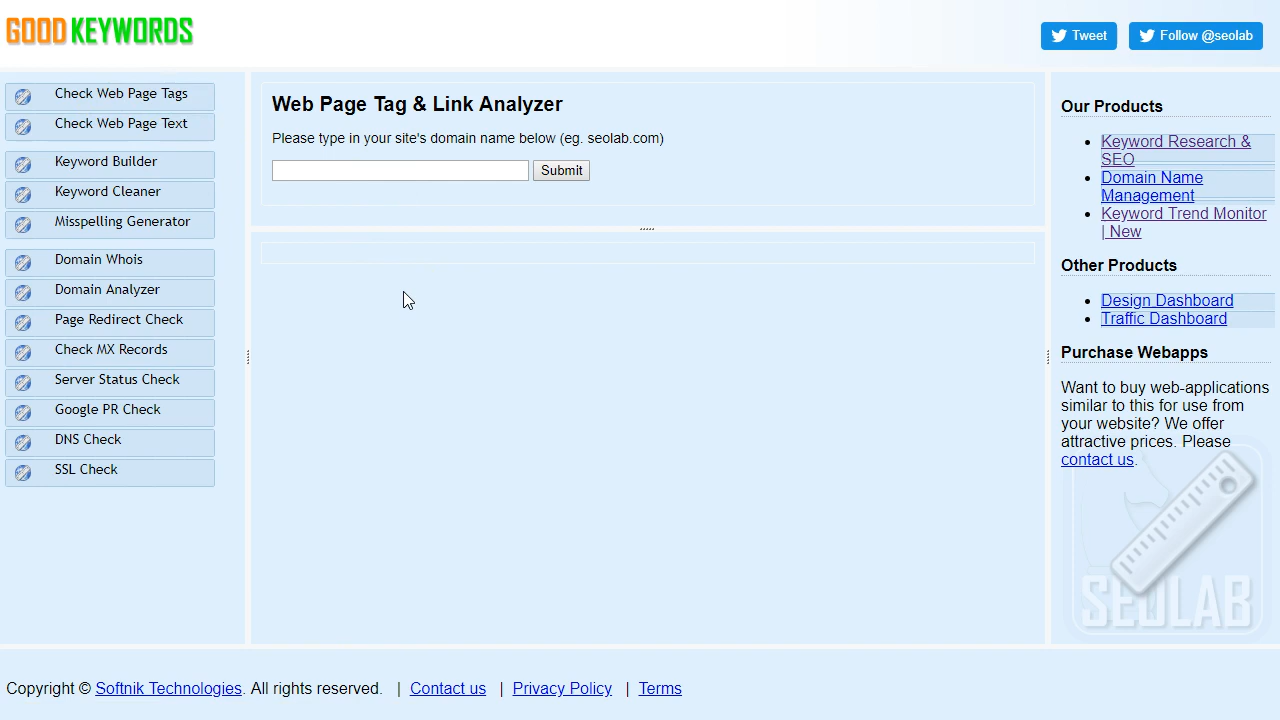 GOOD KEYWORDS
Tweet
Follow @seolab
Check Web Page Tags
Check Web Page Text
Keyword Builder
Keyword Cleaner
Misspelling Generator
Domain Whois
Domain Analyzer
Page Redirect Check
Check MX Records
Server Status Check
Google PR Check
DNS Check
SSL Check
Web Page Tag & Link Analyzer
Please type in your site's domain name below (eg. seolab.com)
Submit
Our Products
Keyword Research &
SEO
Domain Name
Management
Keyword Trend Monitor
| New
Other Products
Design Dashboard
Traffic Dashboard
Purchase Webapps
Want to buy web-applications
similar to this for use from
your website? We offer
attractive prices. Please
contact us.
SEOLAB
Copyright © Softnik Technologies. All rights reserved. | Contact us | Privacy Policy | Terms